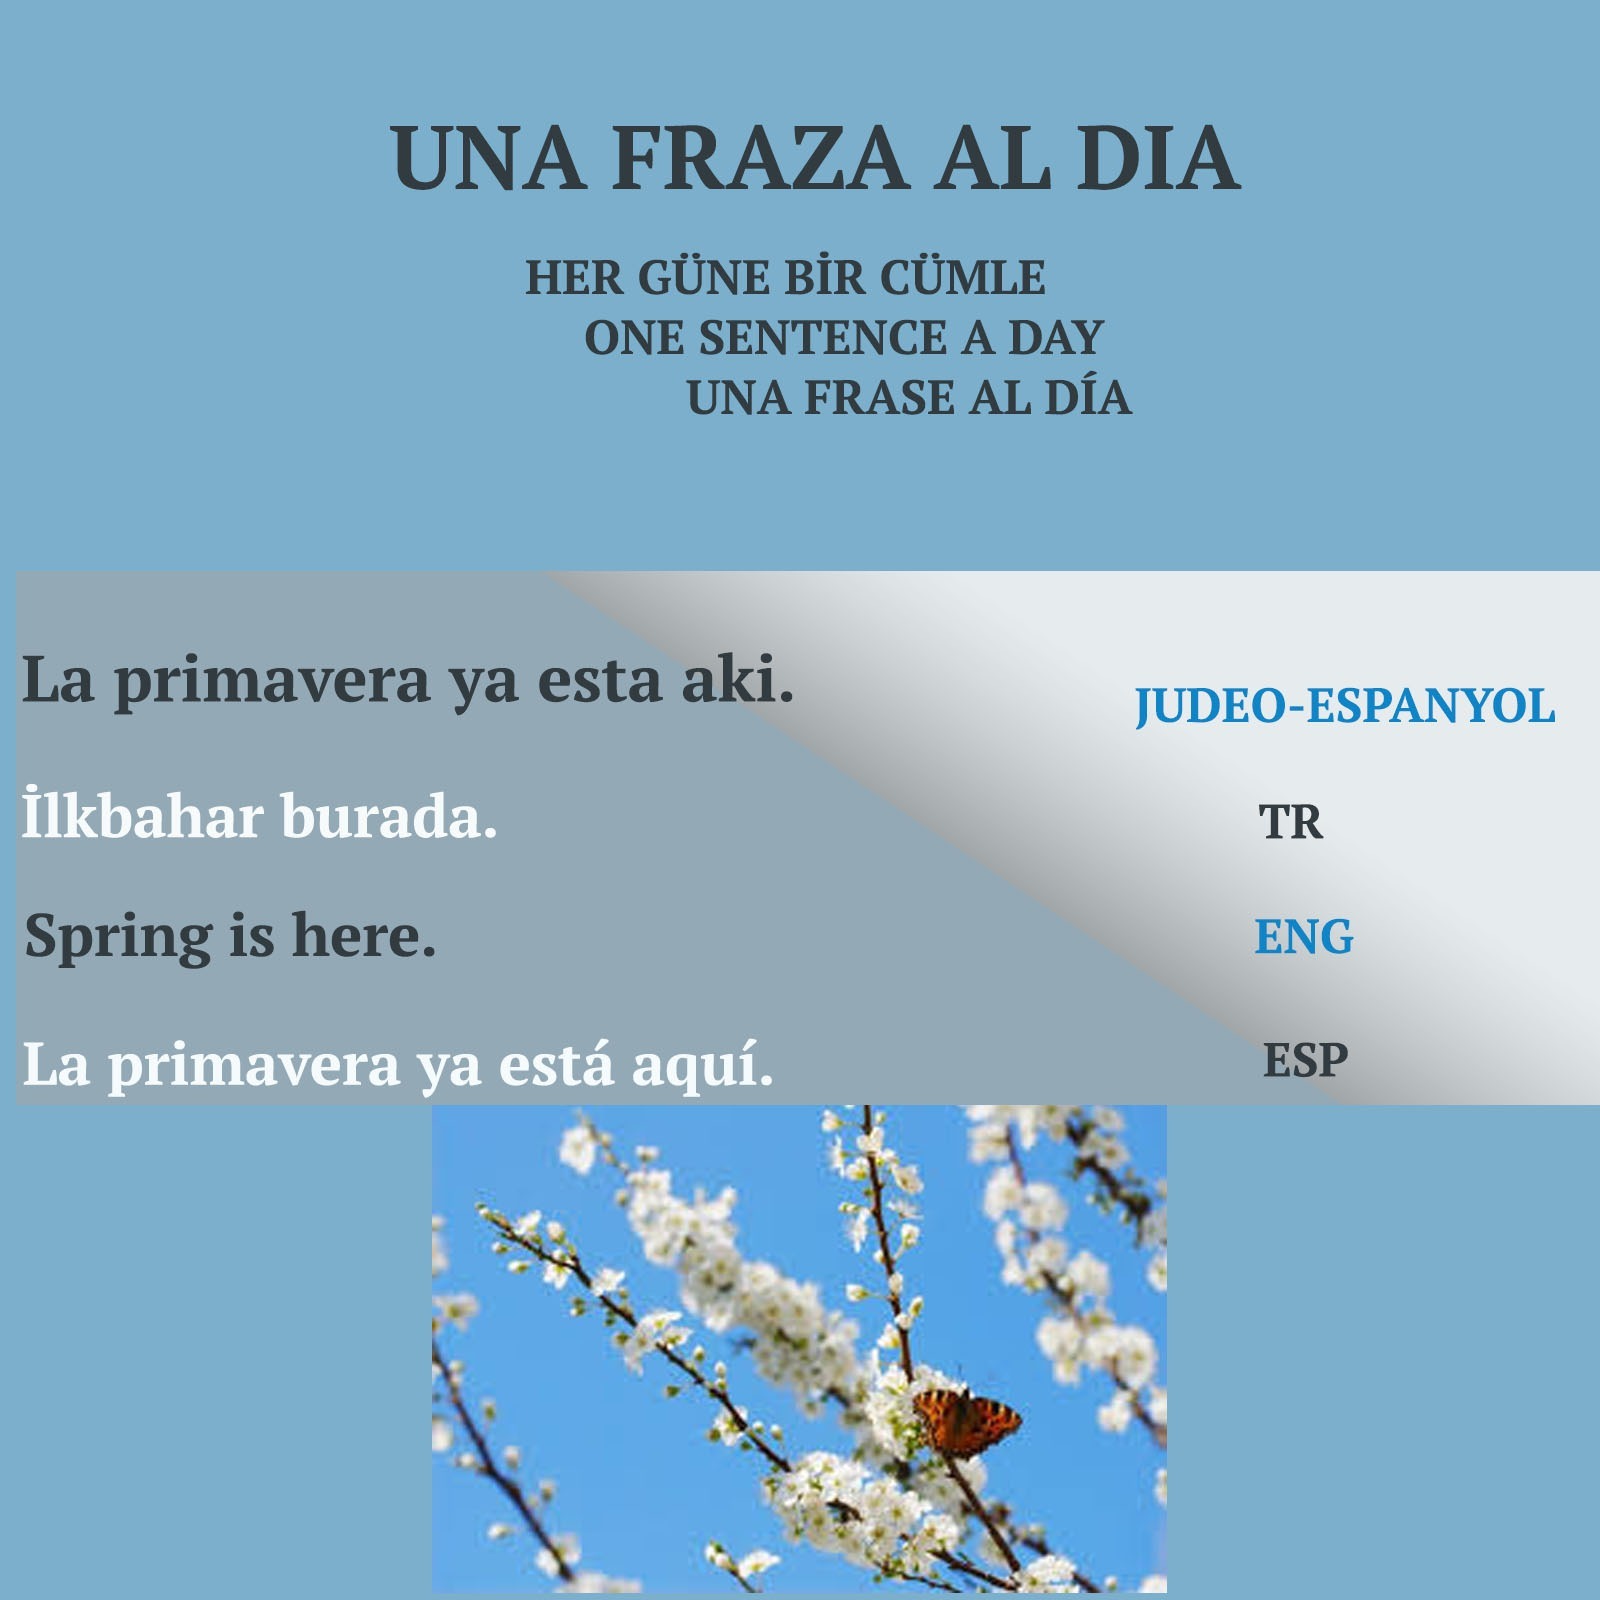 UNA FRAZA AL DIA
HER GÜNE BİR CÜMLE
ONE SENTENCE A DAY
UNA FRASE AL DÍA
La primavera ya esta aki.
JUDEO-ESPANYOL
İlkbahar burada.
TR
Spring is here.
ENG
La primavera ya está aquí.
ESP